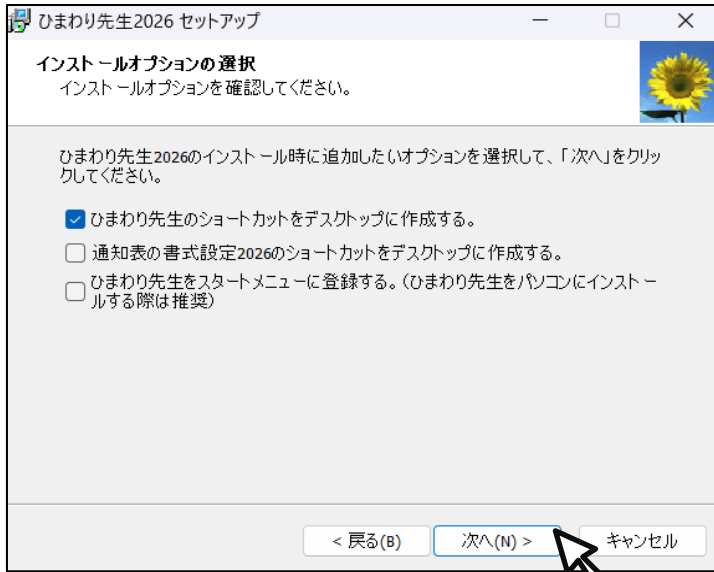 ひまわり先生2026 セットアップ
インストールオプションの選択
インストールオプションを確認してください。
ひまわり先生2026のインストール時に追加したいオプションを選択して、「次へ」をクリッ
クしてください。
ひまわり先生のショートカットをデスクトップに作成する。
通知表の書式設定2026のショートカットをデスクトップに作成する。
ひまわり先生をスタートメニューに登録する。(ひまわり先生をパソコンにインストー
ルする際は推奨)
< 戻る(B) 次へ(N) > キャンセル